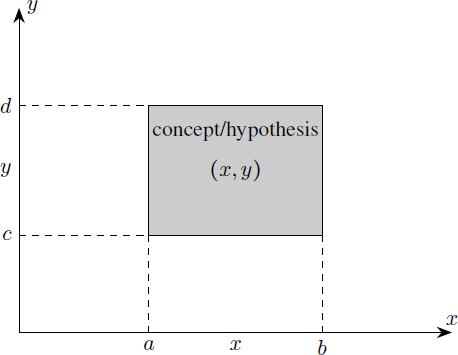 y
d
concept/hypothesis
y
(x, y)
c
x
a
x
b